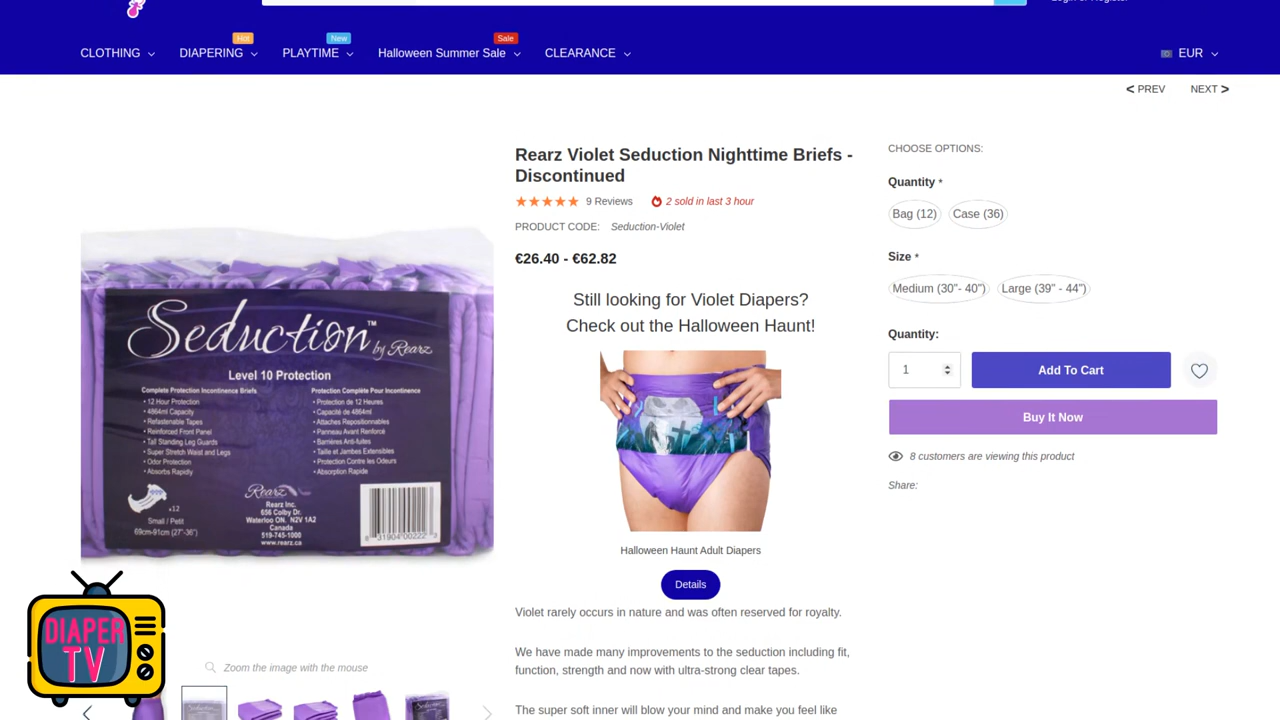 CLOTHING
DIAPERING
Hot
PLAYTIME
New
Halloween Summer Sale
Sale
CLEARANCE
EUR
< PREV
NEXT >
Seduction™
by Rearz
Level 10 Protection
Complete Protection Incontinence Briefs
• 12 Hour Protection
• 4864ml Capacity
• Refastenable Tapes
• Reinforced Front Panel
• Tall Standing Leg Guards
• Super Stretch Waist and Legs
• Odor Protection
• Absorbs Rapidly
Protection Complète Pour Incontinence
• Protection de 12 Heures
• Capacité de 4864ml
• Attaches Repositionnables
• Panneau Avant Renforcé
• Barrières Anti-fuites
• Taille et Jambes Extensibles
• Protection Contre les Odeurs
• Absorption Rapide
x12
Small / Petit
69cm-91cm (27"-36")
Rearz
Rearz Inc.
656 Colby Dr.
Waterloo ON. N2V 1A2
Canada
519-745-1000
www.rearz.ca
Zoom the image with the mouse
DIAPER
TV
Rearz Violet Seduction Nighttime Briefs -
Discontinued
9 Reviews
2 sold in last 3 hour
PRODUCT CODE: Seduction-Violet
€26.40 - €62.82
Still looking for Violet Diapers?
Check out the Halloween Haunt!
Halloween Haunt Adult Diapers
Details
Violet rarely occurs in nature and was often reserved for royalty.
We have made many improvements to the seduction including fit,
function, strength and now with ultra-strong clear tapes.
The super soft inner will blow your mind and make you feel like
CHOOSE OPTIONS:
Quantity *
Bag (12)
Case (36)
Size *
Medium (30"- 40")
Large (39" - 44")
Quantity:
1
Add To Cart
Buy It Now
8 customers are viewing this product
Share: